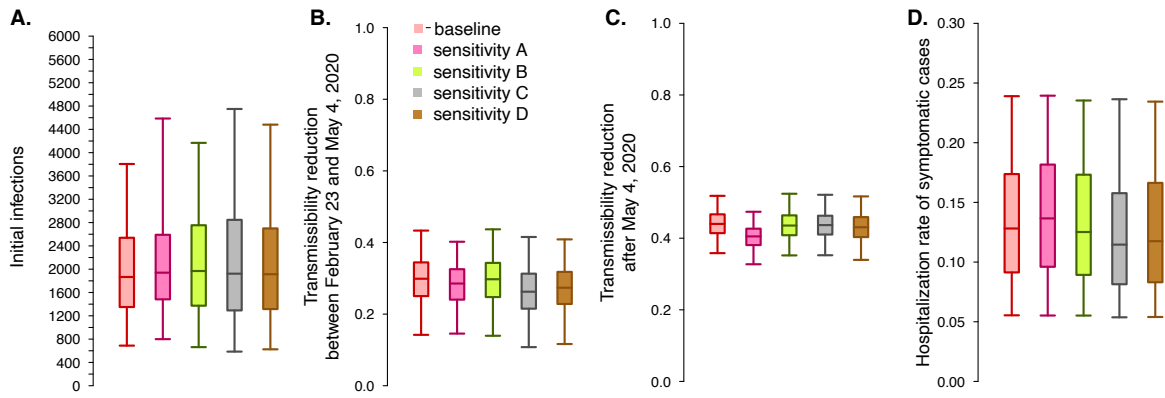 A.
Initial infections
6000
5600
5200
4800
4400
4000
3600
3200
2800
2400
2000
1600
1200
800
400
0
B.
Transmissibility reduction
between February 23 and May 4, 2020
1.0
0.8
0.6
0.4
0.2
0.0
baseline
sensitivity A
sensitivity B
sensitivity C
sensitivity D
C.
Transmissibility reduction
after May 4, 2020
1.0
0.8
0.6
0.4
0.2
0.0
D.
Hospitalization rate of symptomatic cases
0.30
0.25
0.20
0.15
0.10
0.05
0.00